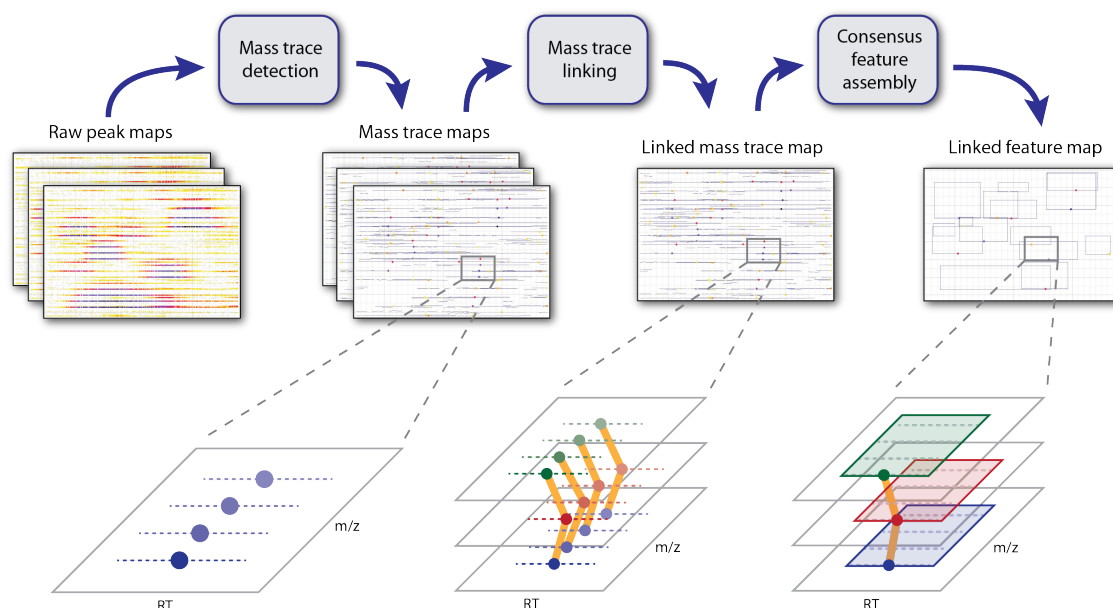 Mass trace
detection
Mass trace
linking
Consensus
feature
assembly
Raw peak maps
Mass trace maps
Linked mass trace map
Linked feature map
m/z
RT
m/z
RT
m/z
RT